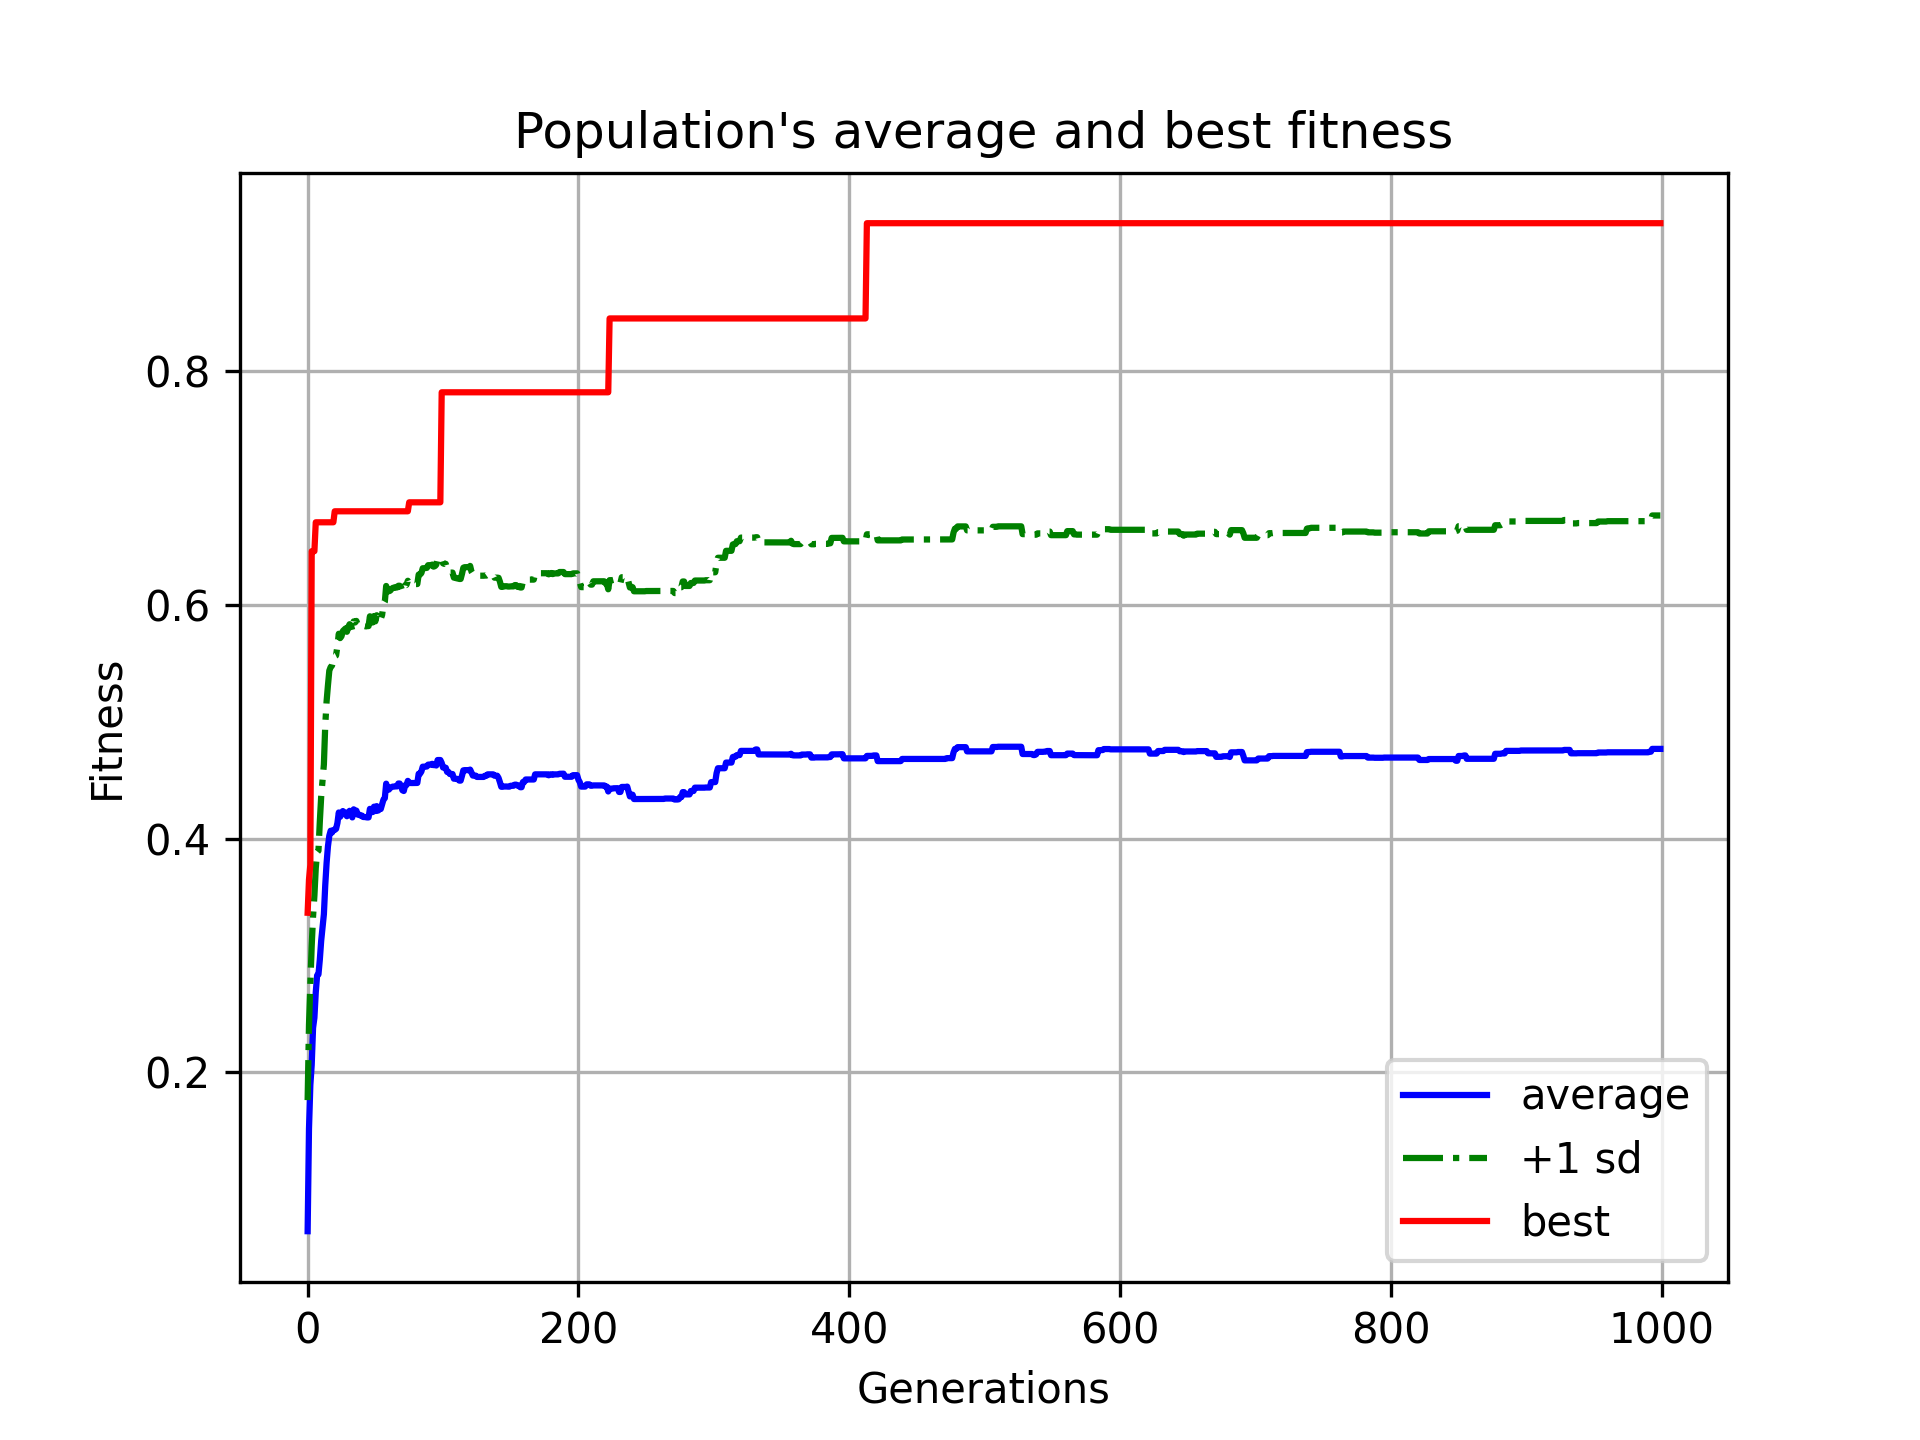 Population's average and best fitness
0.8
0.6
0.4
0.2
Fitness
0 200 400 600 800 1000
Generations
average
+1 sd
best